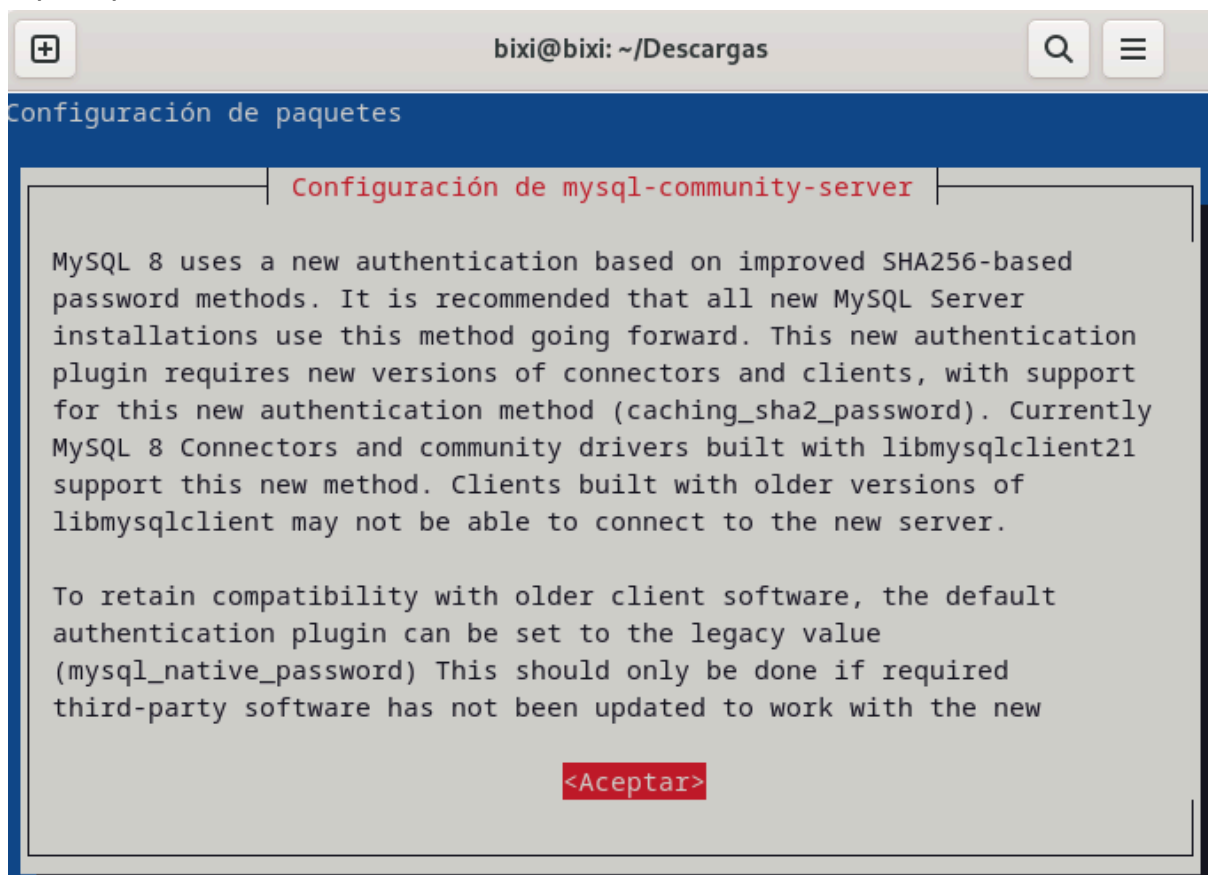 bixi@bixi: ~/Descargas
Configuración de paquetes
Configuración de mysql-community-server
MySQL 8 uses a new authentication based on improved SHA256-based
password methods. It is recommended that all new MySQL Server
installations use this method going forward. This new authentication
plugin requires new versions of connectors and clients, with support
for this new authentication method (caching_sha2_password). Currently
MySQL 8 Connectors and community drivers built with libmysqlclient21
support this new method. Clients built with older versions of
libmysqlclient may not be able to connect to the new server.
To retain compatibility with older client software, the default
authentication plugin can be set to the legacy value
(mysql_native_password) This should only be done if required
third-party software has not been updated to work with the new
<Aceptar>